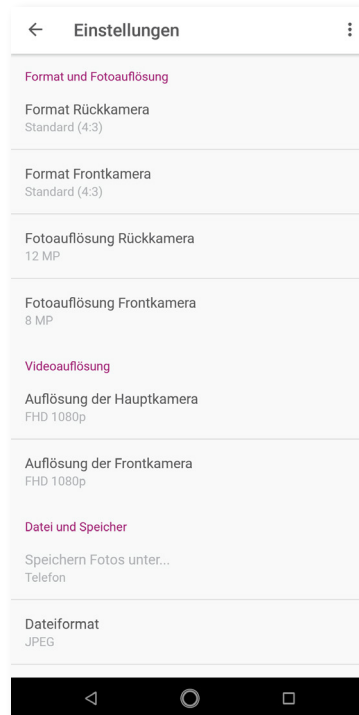 Einstellungen
Format und Fotoauflösung
Format Rückkamera
Standard (4:3)
Format Frontkamera
Standard (4:3)
Fotoauflösung Rückkamera
12 MP
Fotoauflösung Frontkamera
8 MP
Videoauflösung
Auflösung der Hauptkamera
FHD 1080p
Auflösung der Frontkamera
FHD 1080p
Datei und Speicher
Speichern Fotos unter...
Telefon
Dateiformat
JPEG